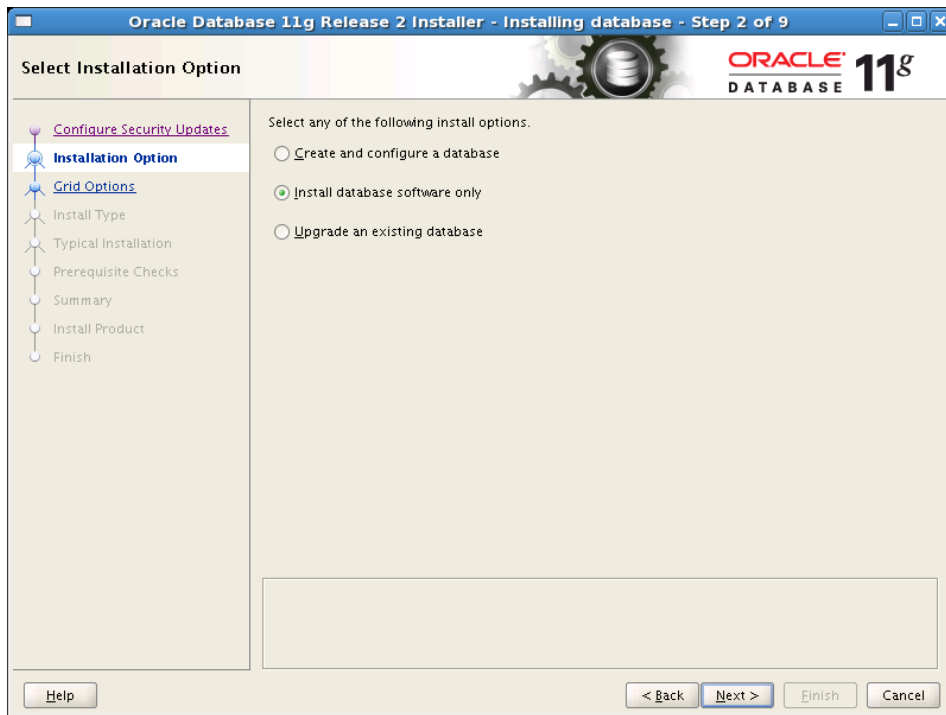 Oracle Database 11g Release 2 Installer - Installing database - Step 2 of 9
Select Installation Option
ORACLE
DATABASE
11g
Configure Security Updates
Installation Option
Grid Options
Install Type
Typical Installation
Prerequisite Checks
Summary
Install Product
Finish
Select any of the following install options.
Create and configure a database
Install database software only
Upgrade an existing database
Help
< Back
Next >
Finish
Cancel